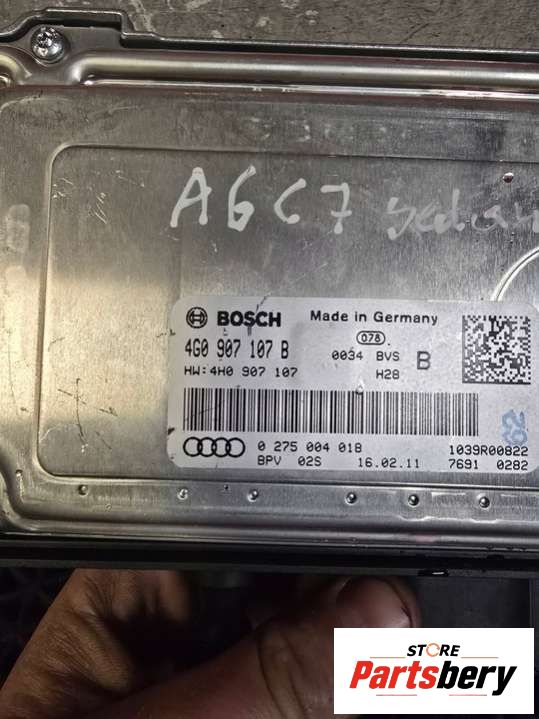 A6 C7 sedan
BOSCH Made in Germany
4G0 907 107 B 078
0034 BVS B
HW:4H0 907 107 H28
0 275 004 018 1039R00822
BPV 02S 16.02.11 7691 0282
STORE
Partsbery